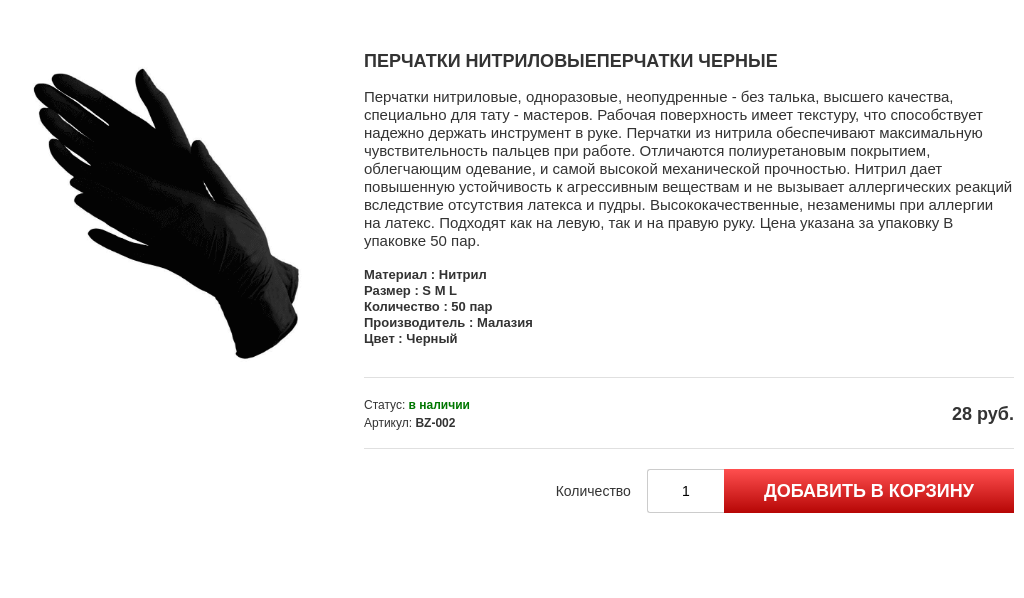 ПЕРЧАТКИ НИТРИЛОВЫЕПЕРЧАТКИ ЧЕРНЫЕ
Перчатки нитриловые, одноразовые, неопудренные - без талька, высшего качества,
специально для тату - мастеров. Рабочая поверхность имеет текстуру, что способствует
надежно держать инструмент в руке. Перчатки из нитрила обеспечивают максимальную
чувствительность пальцев при работе. Отличаются полиуретановым покрытием,
облегчающим одевание, и самой высокой механической прочностью. Нитрил дает
повышенную устойчивость к агрессивным веществам и не вызывает аллергических реакций
вследствие отсутствия латекса и пудры. Высококачественные, незаменимы при аллергии
на латекс. Подходят как на левую, так и на правую руку. Цена указана за упаковку В
упаковке 50 пар.
Материал : Нитрил
Размер : S M L
Количество : 50 пар
Производитель : Малазия
Цвет : Черный
Статус: в наличии
Артикул: BZ-002
28 руб.
Количество 1 ДОБАВИТЬ В КОРЗИНУ